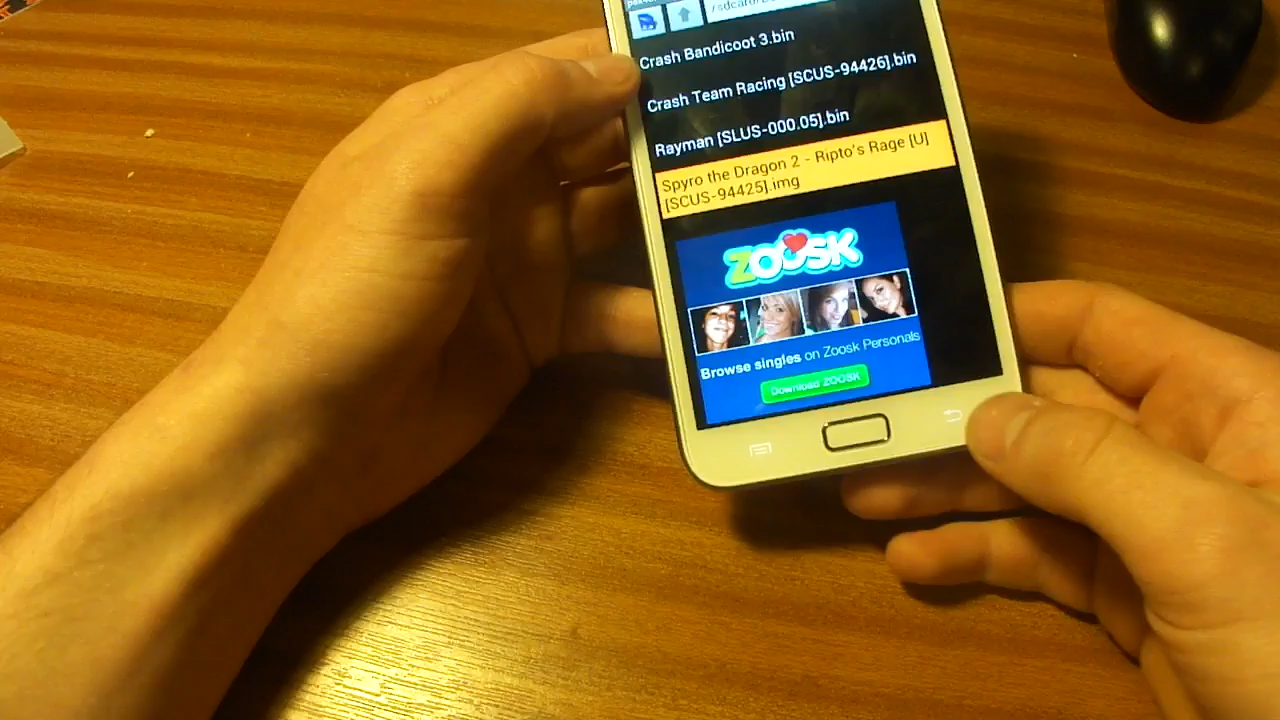 /sdcard/
Crash Bandicoot 3.bin
Crash Team Racing [SCUS-94426].bin
Rayman [SLUS-000.05].bin
Spyro the Dragon 2 - Ripto's Rage [U]
[SCUS-94425].img
ZOOSK
Browse singles on Zoosk Personals
Download ZOOSK